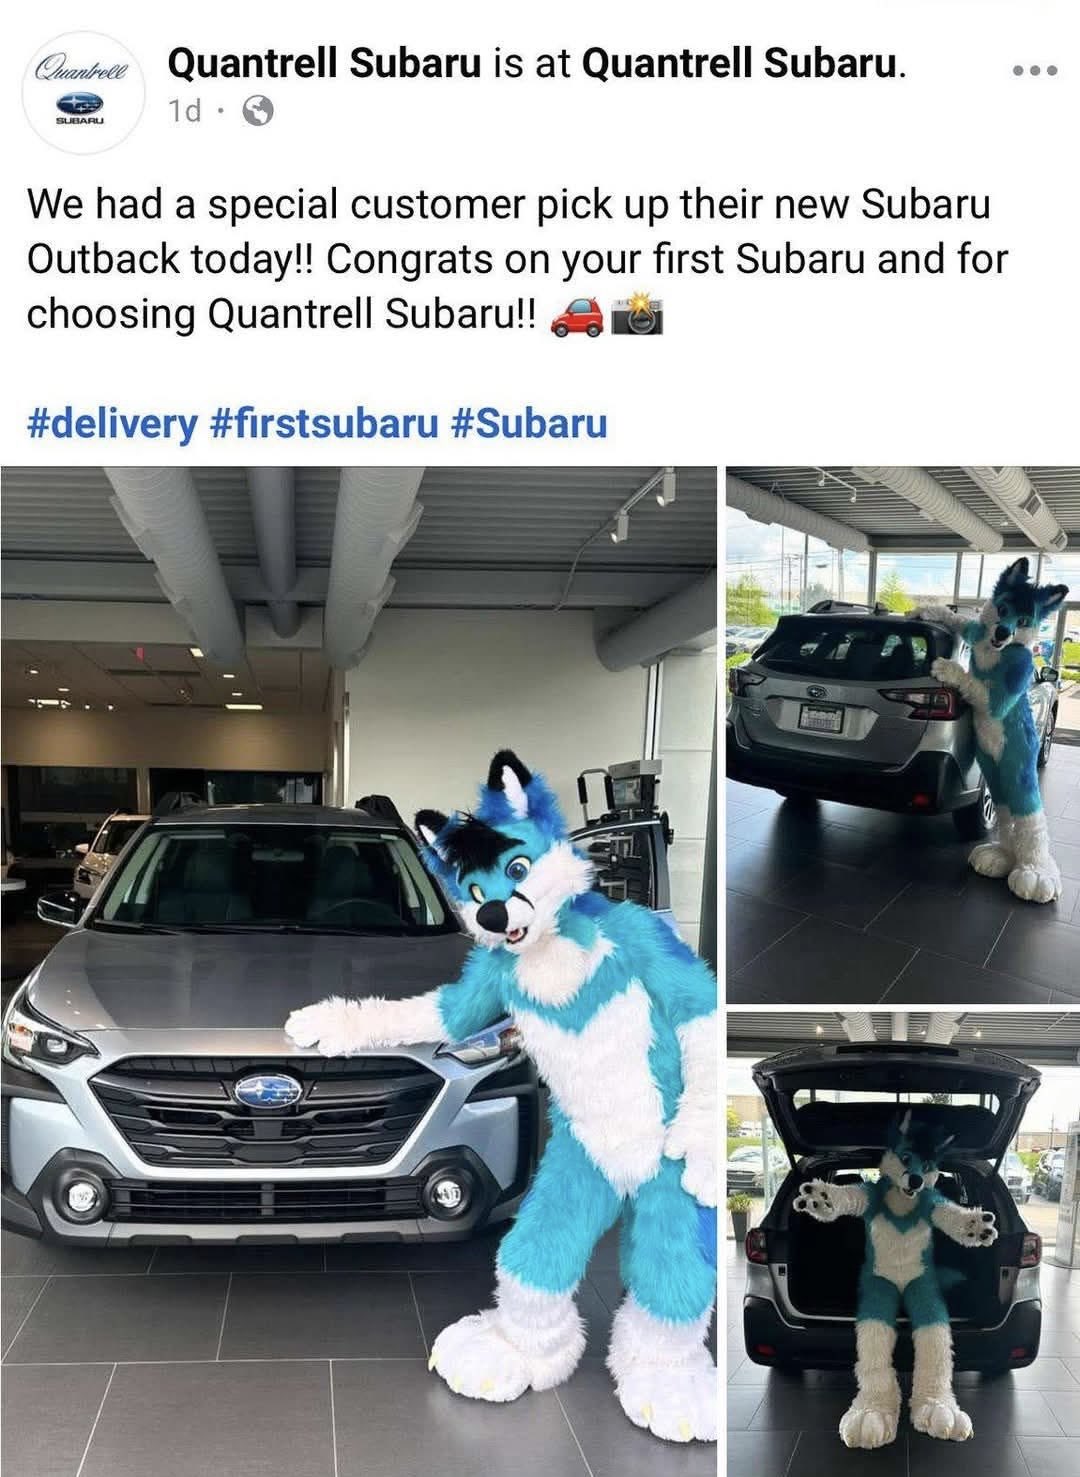 Quantrell
SUBARU
Quantrell Subaru is at Quantrell Subaru.
1d ·
We had a special customer pick up their new Subaru
Outback today!! Congrats on your first Subaru and for
choosing Quantrell Subaru!! 🚗📸
#delivery #firstsubaru #Subaru